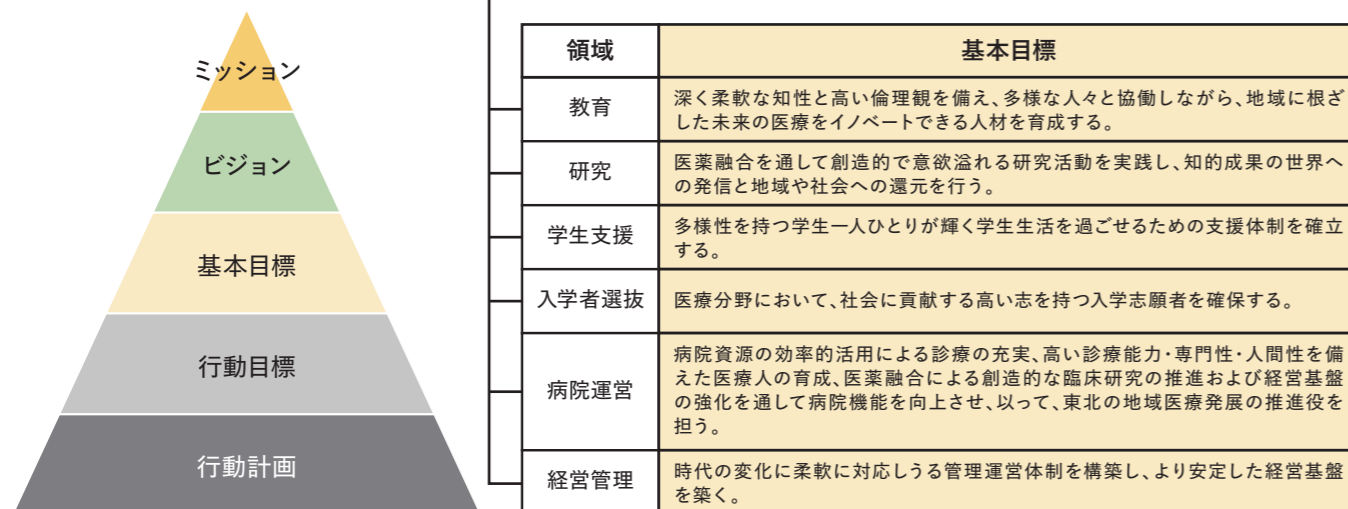 ミッション
ビジョン
基本目標
行動目標
行動計画
領域
基本目標
教育
深く柔軟な知性と高い倫理観を備え、多様な人々と協働しながら、地域に根ざ
した未来の医療をイノベートできる人材を育成する。
研究
医薬融合を通して創造的で意欲溢れる研究活動を実践し、知的成果の世界へ
の発信と地域や社会への還元を行う。
学生支援
多様性を持つ学生一人ひとりが輝く学生生活を過ごせるための支援体制を確立
する。
入学者選抜
医療分野において、社会に貢献する高い志を持つ入学志願者を確保する。
病院運営
病院資源の効率的活用による診療の充実、高い診療能力・専門性・人間性を備
えた医療人の育成、医薬融合による創造的な臨床研究の推進および経営基盤
の強化を通して病院機能を向上させ、以って、東北の地域医療発展の推進役を
担う。
経営管理
時代の変化に柔軟に対応しうる管理運営体制を構築し、より安定した経営基盤
を築く。